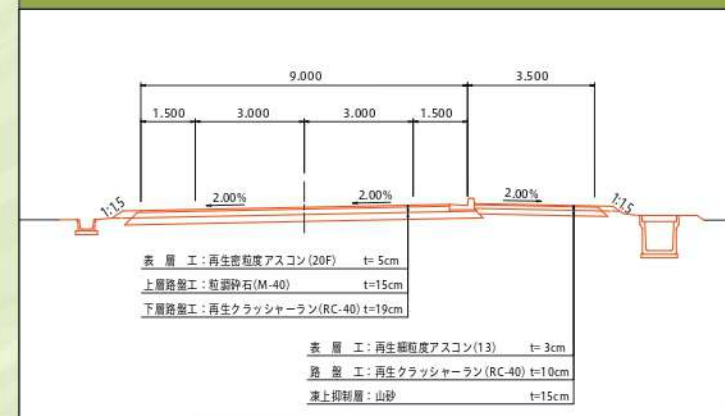 9.000 3.500
1.500 3.000 3.000 1.500
1:1.5 2.00% 2.00% 2.00% 1:1.5
表 層 工：再生密粒度アスコン(20F) t= 5cm
上層路盤工：粒調砕石(M-40) t=15cm
下層路盤工：再生クラッシャーラン(RC-40) t=19cm
表 層 工：再生細粒度アスコン(13) t= 3cm
路 盤 工：再生クラッシャーラン(RC-40) t=10cm
凍上抑制層：山砂 t=15cm